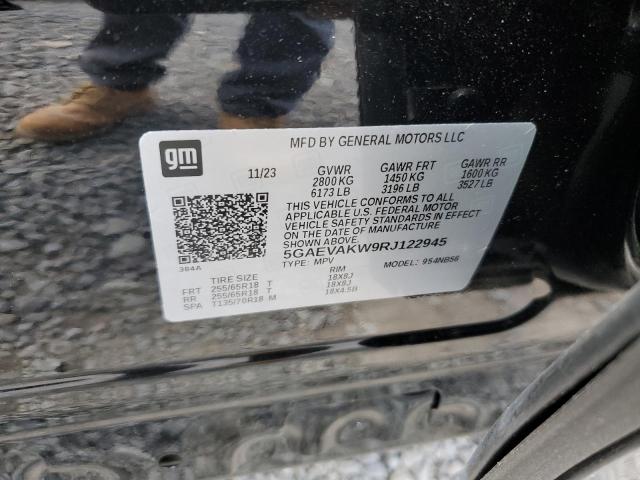 gm
MFD BY GENERAL MOTORS LLC
11/23 GVWR GAWR FRT GAWR RR
2800 KG 1450 KG 1600 KG
6173 LB 3196 LB 3527 LB
THIS VEHICLE CONFORMS TO ALL
APPLICABLE U.S. FEDERAL MOTOR
VEHICLE SAFETY STANDARDS IN EFFECT
ON THE DATE OF MANUFACTURE
SHOWN ABOVE.
5GAEVAKW9RJ122945
TYPE: MPV MODEL: 954NB56
384A
TIRE SIZE RIM
FRT 255/65R18 T 18X8J
RR 255/65R18 T 18X8J
SPA T135/70R18 M 18X4.5B